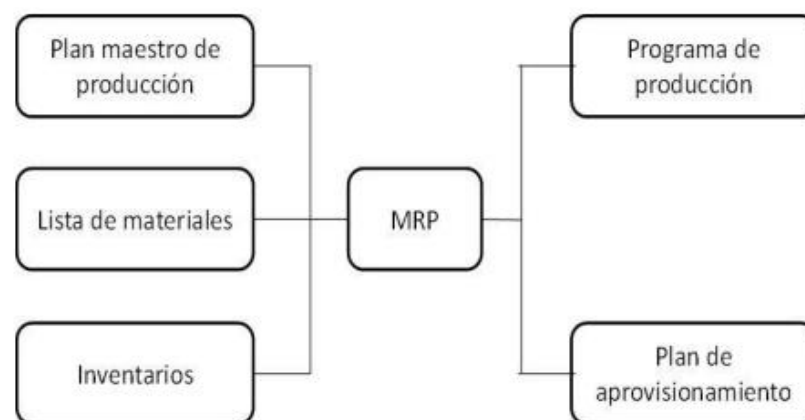 Plan maestro de
producción
Lista de materiales
Inventarios
MRP
Programa de
producción
Plan de
aprovisionamiento